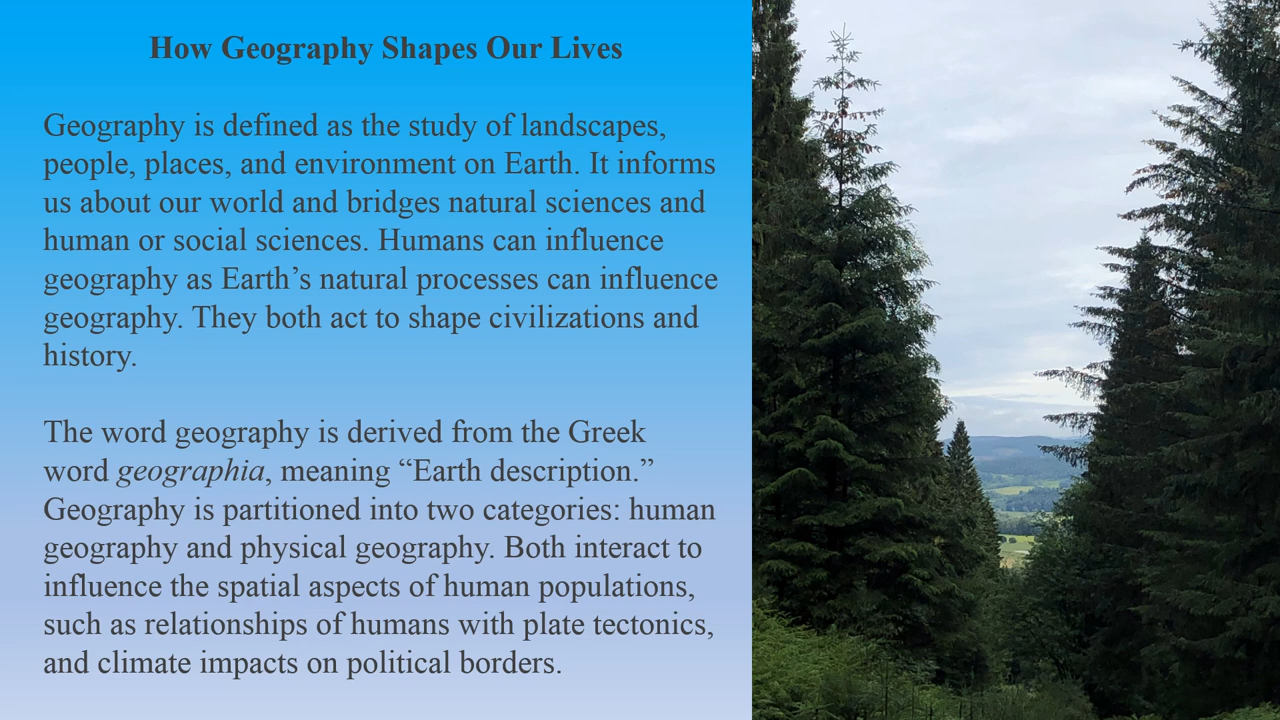 How Geography Shapes Our Lives
Geography is defined as the study of landscapes,
people, places, and environment on Earth. It informs
us about our world and bridges natural sciences and
human or social sciences. Humans can influence
geography as Earth’s natural processes can influence
geography. They both act to shape civilizations and
history.
The word geography is derived from the Greek
word geographia, meaning “Earth description.”
Geography is partitioned into two categories: human
geography and physical geography. Both interact to
influence the spatial aspects of human populations,
such as relationships of humans with plate tectonics,
and climate impacts on political borders.